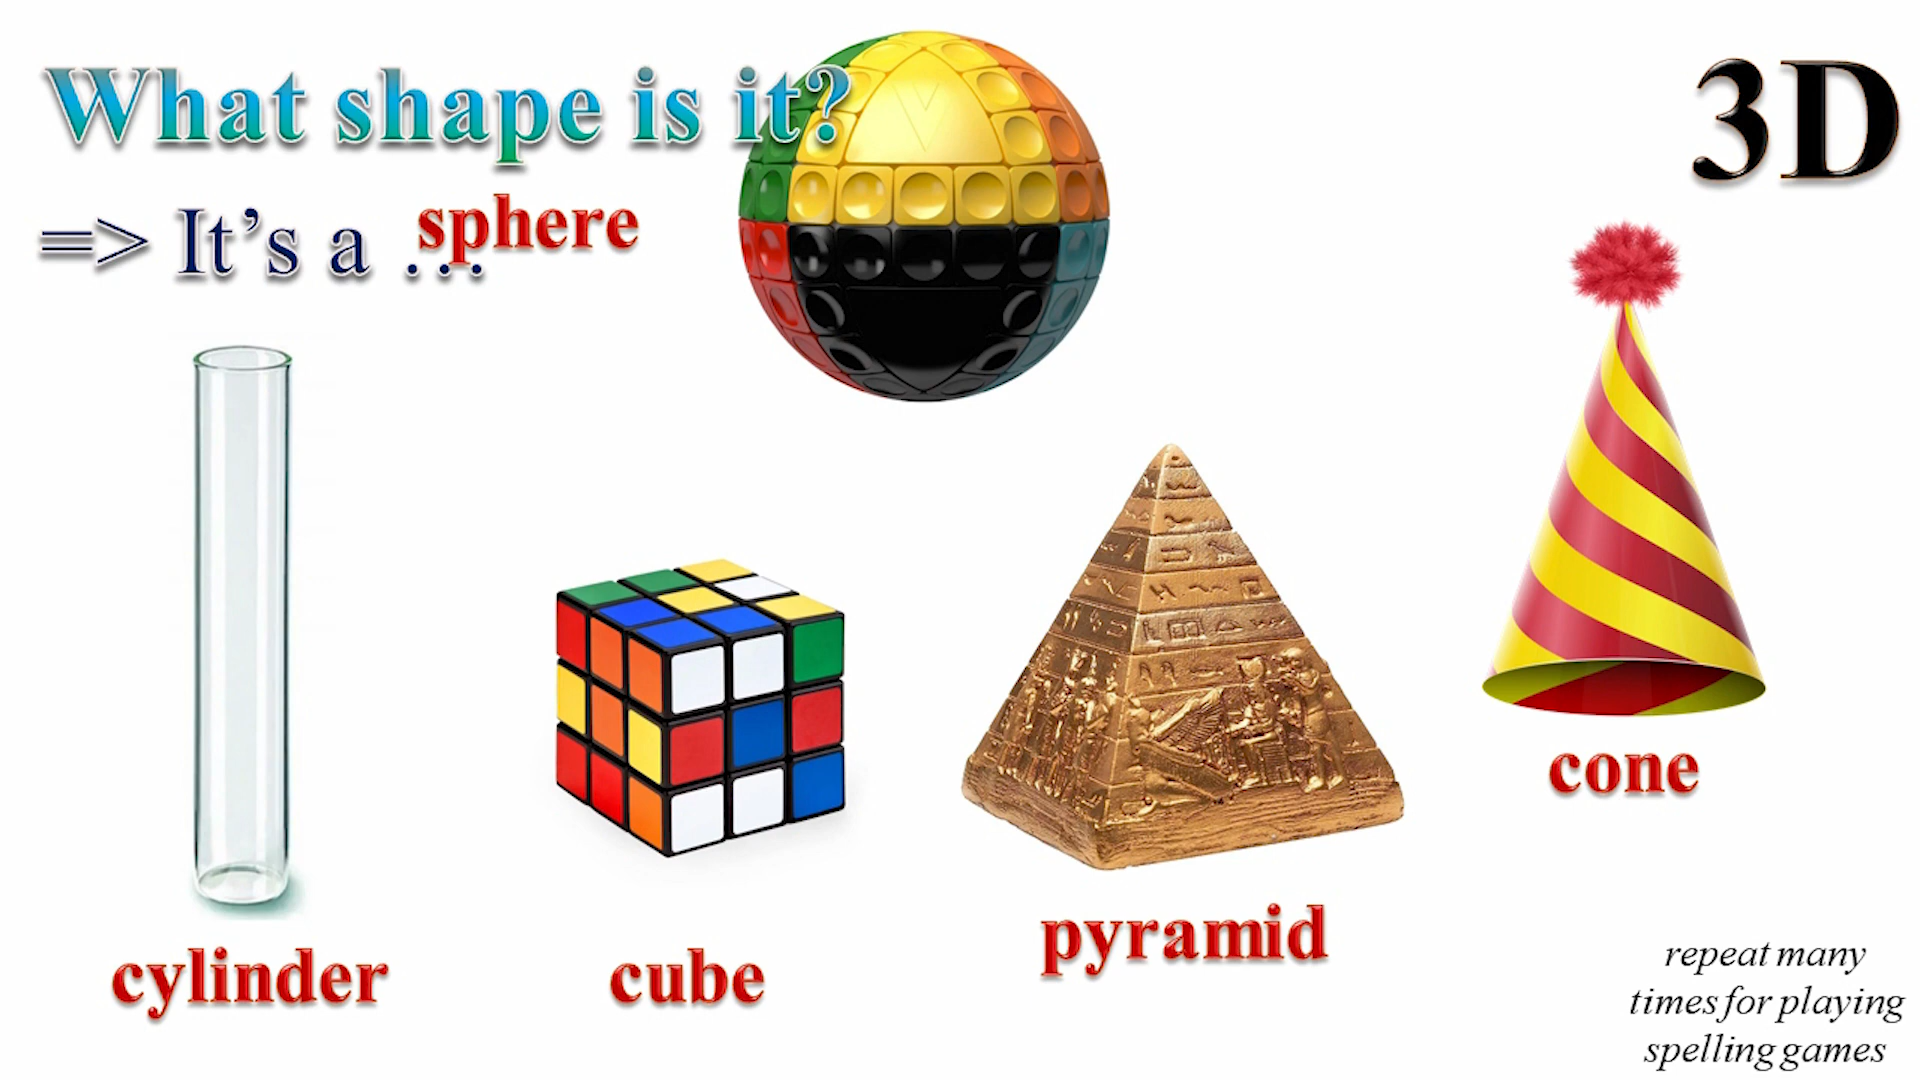 What shape is it?
3D
=> It's a ...
sphere
cone
pyramid
cylinder
cube
repeat many
times for playing
spelling games